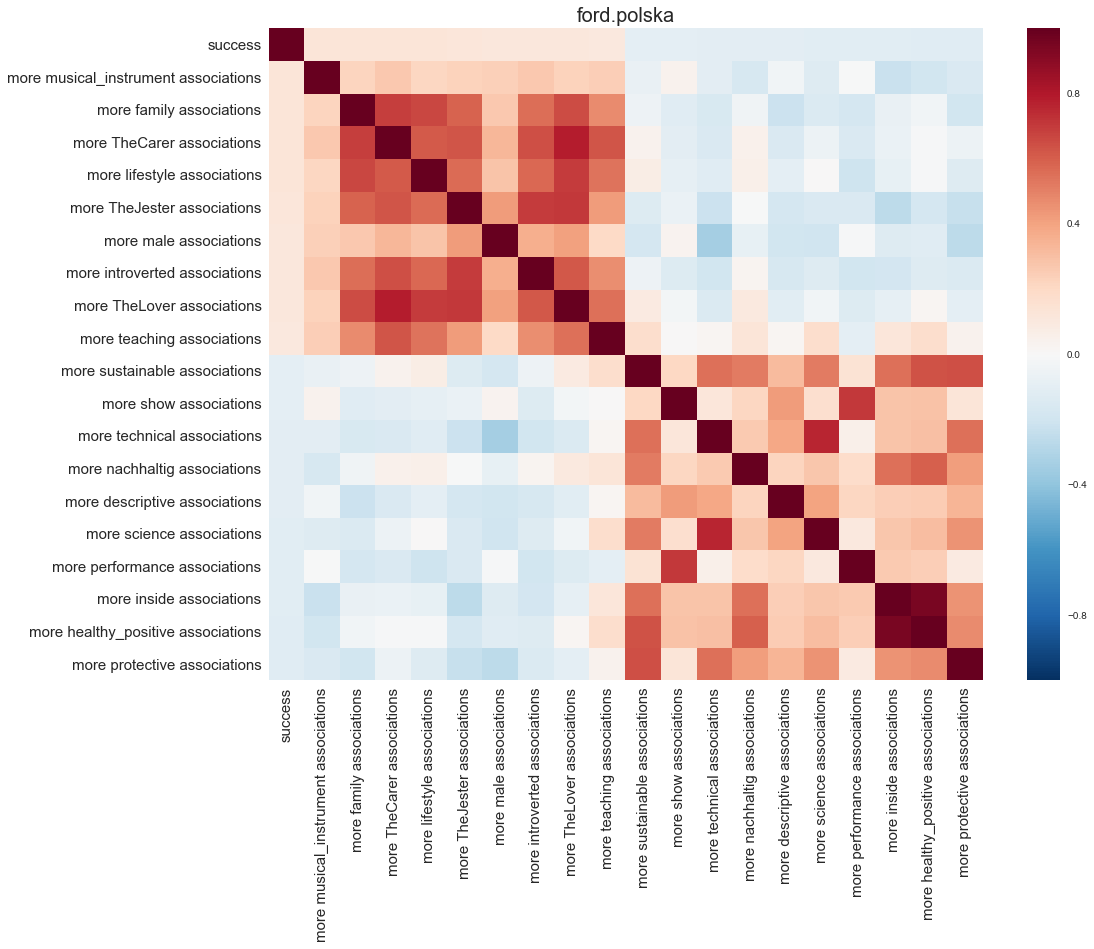 ford.polska
success
more musical_instrument associations
more family associations
more TheCarer associations
more lifestyle associations
more TheJester associations
more male associations
more introverted associations
more TheLover associations
more teaching associations
more sustainable associations
more show associations
more technical associations
more nachhaltig associations
more descriptive associations
more science associations
more performance associations
more inside associations
more healthy_positive associations
more protective associations
0.8
0.4
0.0
−0.4
−0.8
success
more musical_instrument associations
more family associations
more TheCarer associations
more lifestyle associations
more TheJester associations
more male associations
more introverted associations
more TheLover associations
more teaching associations
more sustainable associations
more show associations
more technical associations
more nachhaltig associations
more descriptive associations
more science associations
more performance associations
more inside associations
more healthy_positive associations
more protective associations